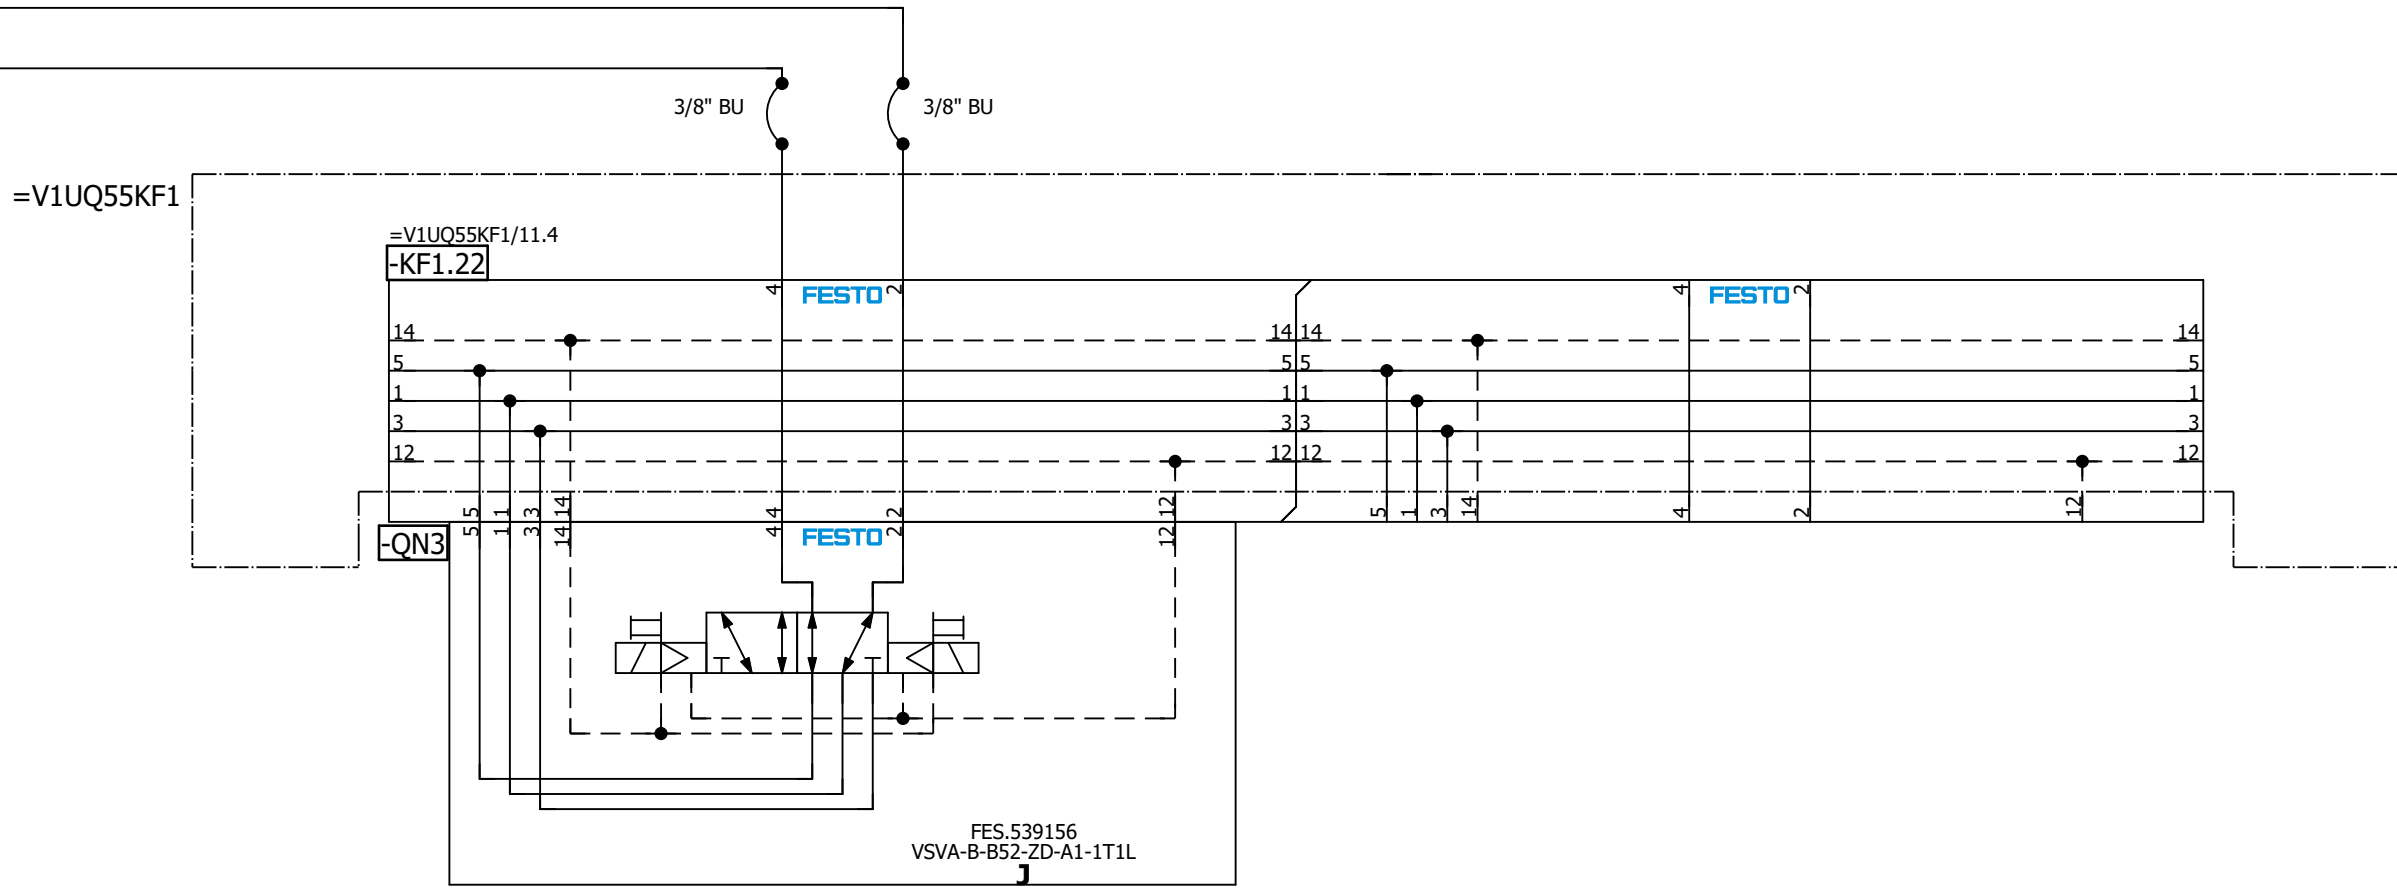 3/8" BU
3/8" BU
=V1UQ55KF1
=V1UQ55KF1/11.4
-KF1.22
4 FESTO 2
4 FESTO 2
14 14 14 14
5 5 5 5
1 1 1 1
3 3 3 3
12 12 12 12
5 1 3 14 4 2 12
5 1 3 14 4 2 12
-QN3
5 1 3 14 4 FESTO 2 12
FES.539156
VSVA-B-B52-ZD-A1-1T1L
J